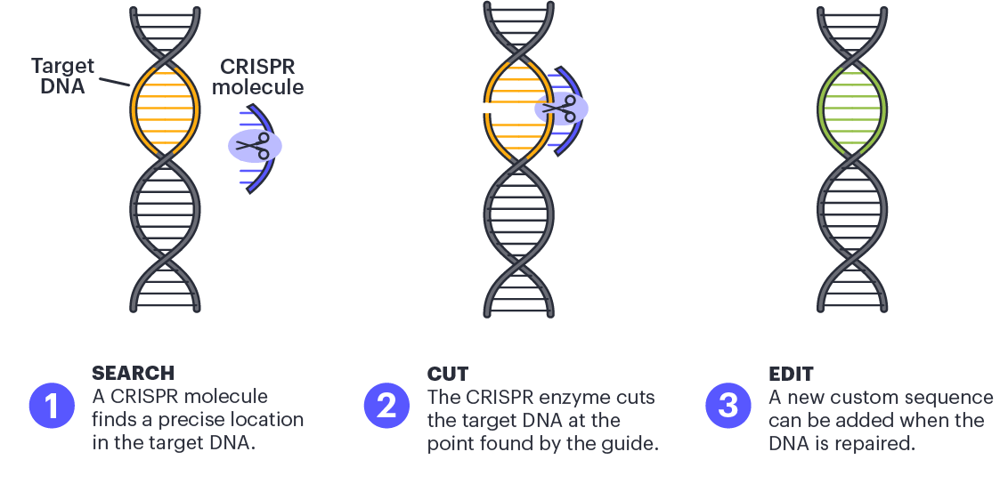 Target
DNA
CRISPR
molecule
1
SEARCH
A CRISPR molecule
finds a precise location
in the target DNA.
2
CUT
The CRISPR enzyme cuts
the target DNA at the
point found by the guide.
3
EDIT
A new custom sequence
can be added when the
DNA is repaired.